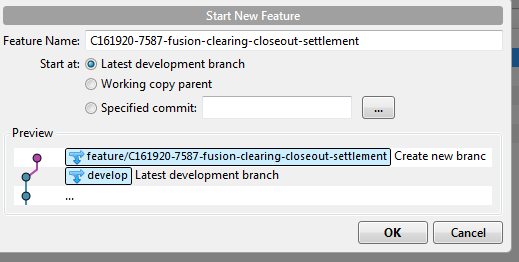 Start New Feature
Feature Name: C161920-7587-fusion-clearing-closeout-settlement
Start at: Latest development branch
Working copy parent
Specified commit: ...
Preview
feature/C161920-7587-fusion-clearing-closeout-settlement Create new branc
develop Latest development branch
...
OK Cancel